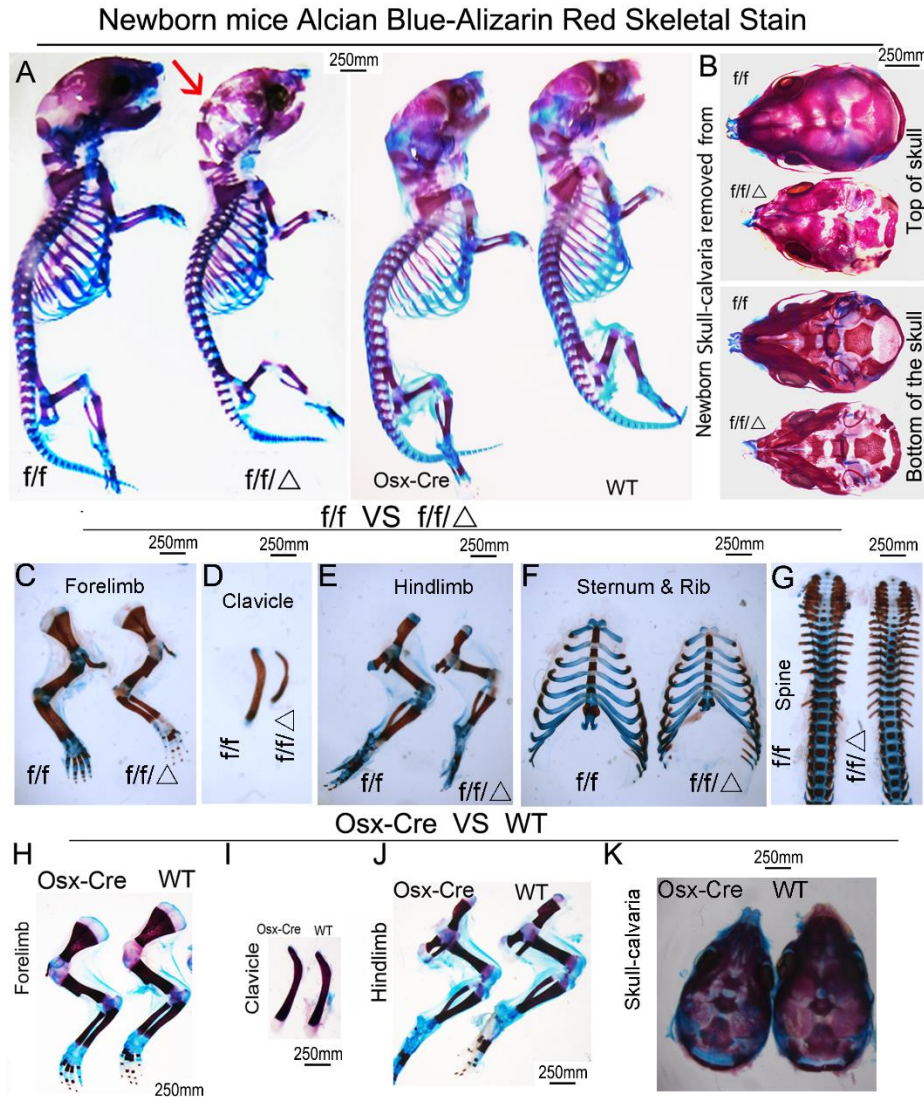 Newborn mice Alcian Blue-Alizarin Red Skeletal Stain
A
250mm
f/f
f/f/△
Osx-Cre
WT
B
250mm
Newborn Skull-calvaria removed from
f/f
f/f/△
Top of skull
f/f
f/f/△
Bottom of the skull
f/f VS f/f/△
250mm
250mm
250mm
250mm
250mm
C
Forelimb
f/f
f/f/△
D
Clavicle
f/f
f/f/△
E
Hindlimb
f/f
f/f/△
F
Sternum & Rib
f/f
f/f/△
G
Spine
f/f
f/f/△
Osx-Cre VS WT
H
Osx-Cre WT
Forelimb
250mm
I
Osx-Cre WT
Clavicle
250mm
J
Osx-Cre WT
Hindlimb
250mm
K
250mm
Osx-Cre WT
Skull-calvaria